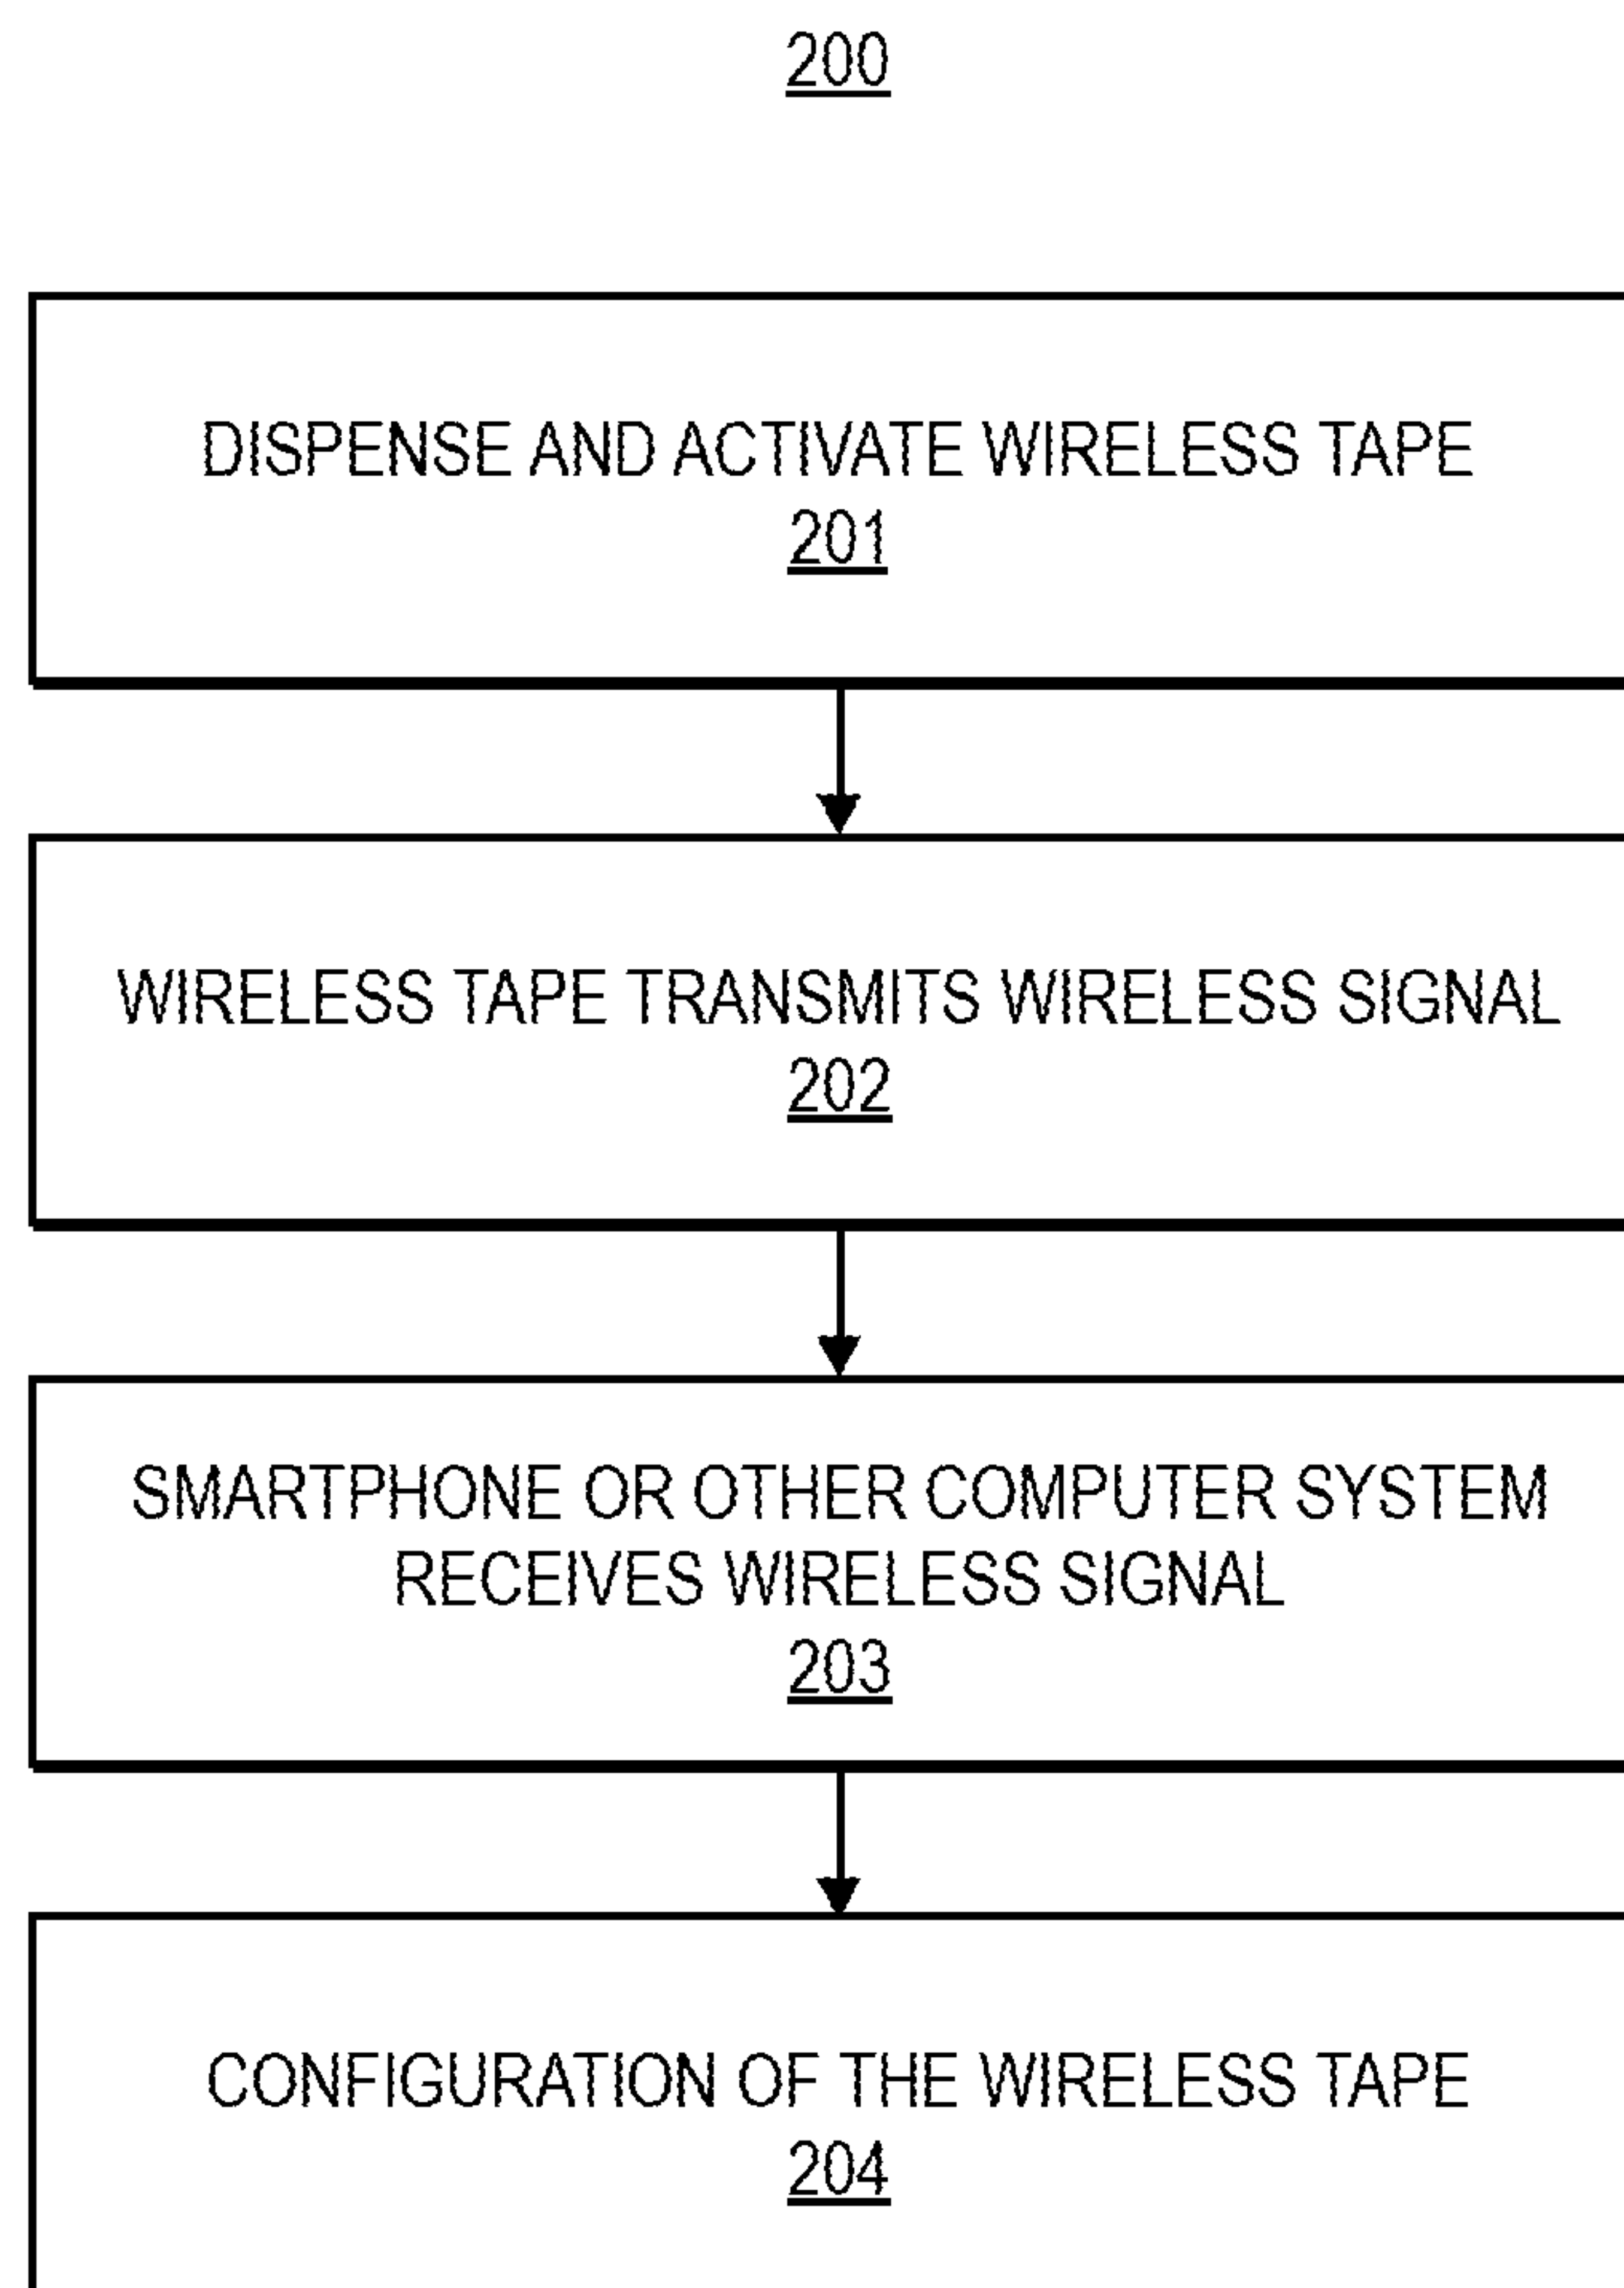 200
DISPENSE AND ACTIVATE WIRELESS TAPE
201
WIRELESS TAPE TRANSMITS WIRELESS SIGNAL
202
SMARTPHONE OR OTHER COMPUTER SYSTEM
RECEIVES WIRELESS SIGNAL
203
CONFIGURATION OF THE WIRELESS TAPE
204